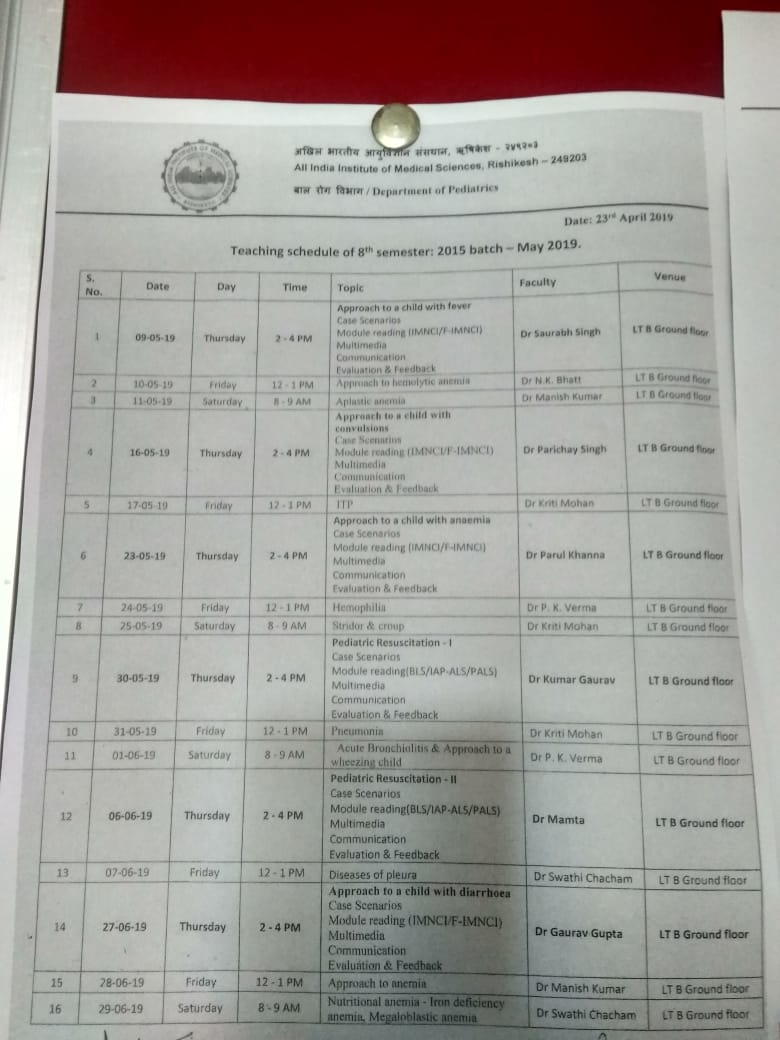 अखिल भारतीय आयुर्विज्ञान संस्थान, ऋषिकेश - २४९२०३
All India Institute of Medical Sciences, Rishikesh – 249203
बाल रोग विभाग / Department of Pediatrics
Date: 23rd April 2019
Teaching schedule of 8th semester: 2015 batch – May 2019.
S. No. Date Day Time Topic Faculty Venue
1 09-05-19 Thursday 2 - 4 PM Approach to a child with fever Dr Saurabh Singh LT B Ground floor
Case Scenarios
Module reading (IMNCI/F-IMNCI)
Multimedia
Communication
Evaluation & Feedback
2 10-05-19 Friday 12 - 1 PM Approach to hemolytic anemia Dr N.K. Bhatt LT B Ground floor
3 11-05-19 Saturday 8 - 9 AM Aplastic anemia Dr Manish Kumar LT B Ground floor
4 16-05-19 Thursday 2 - 4 PM Approach to a child with Dr Parichay Singh LT B Ground floor
convulsions
Case Scenarios
Module reading (IMNCI/F-IMNCI)
Multimedia
Communication
Evaluation & Feedback
5 17-05-19 Friday 12 - 1 PM ITP Dr Kriti Mohan LT B Ground floor
6 23-05-19 Thursday 2 - 4 PM Approach to a child with anaemia Dr Parul Khanna LT B Ground floor
Case Scenarios
Module reading (IMNCI/F-IMNCI)
Multimedia
Communication
Evaluation & Feedback
7 24-05-19 Friday 12 - 1 PM Hemophilia Dr P. K. Verma LT B Ground floor
8 25-05-19 Saturday 8 - 9 AM Stridor & croup Dr Kriti Mohan LT B Ground floor
9 30-05-19 Thursday 2 - 4 PM Pediatric Resuscitation - I Dr Kumar Gaurav LT B Ground floor
Case Scenarios
Module reading(BLS/IAP-ALS/PALS)
Multimedia
Communication
Evaluation & Feedback
10 31-05-19 Friday 12 - 1 PM Pneumonia Dr Kriti Mohan LT B Ground floor
11 01-06-19 Saturday 8 - 9 AM Acute Bronchiolitis & Approach to a Dr P. K. Verma LT B Ground floor
wheezing child
12 06-06-19 Thursday 2 - 4 PM Pediatric Resuscitation - II Dr Mamta LT B Ground floor
Case Scenarios
Module reading(BLS/IAP-ALS/PALS)
Multimedia
Communication
Evaluation & Feedback
13 07-06-19 Friday 12 - 1 PM Diseases of pleura Dr Swathi Chacham LT B Ground floor
14 27-06-19 Thursday 2 - 4 PM Approach to a child with diarrhoea Dr Gaurav Gupta LT B Ground floor
Case Scenarios
Module reading (IMNCI/F-IMNCI)
Multimedia
Communication
Evaluation & Feedback
15 28-06-19 Friday 12 - 1 PM Approach to anemia Dr Manish Kumar LT B Ground floor
16 29-06-19 Saturday 8 - 9 AM Nutritional anemia - Iron deficiency Dr Swathi Chacham LT B Ground floor
anemia, Megaloblastic anemia